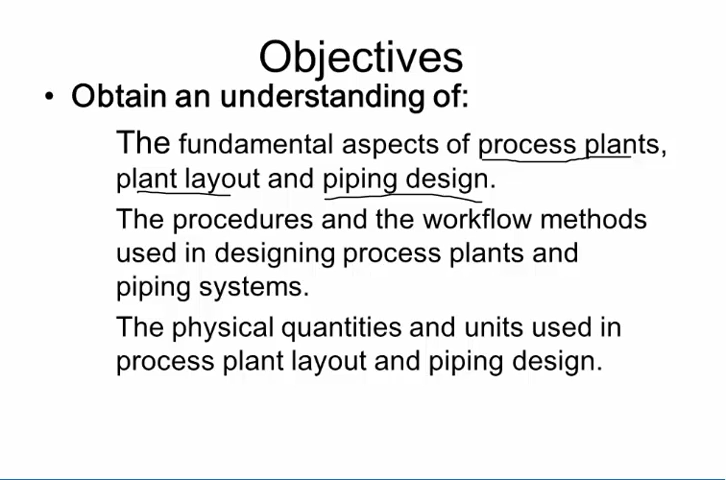 Objectives
• Obtain an understanding of:
The fundamental aspects of process plants,
plant layout and piping design.
The procedures and the workflow methods
used in designing process plants and
piping systems.
The physical quantities and units used in
process plant layout and piping design.